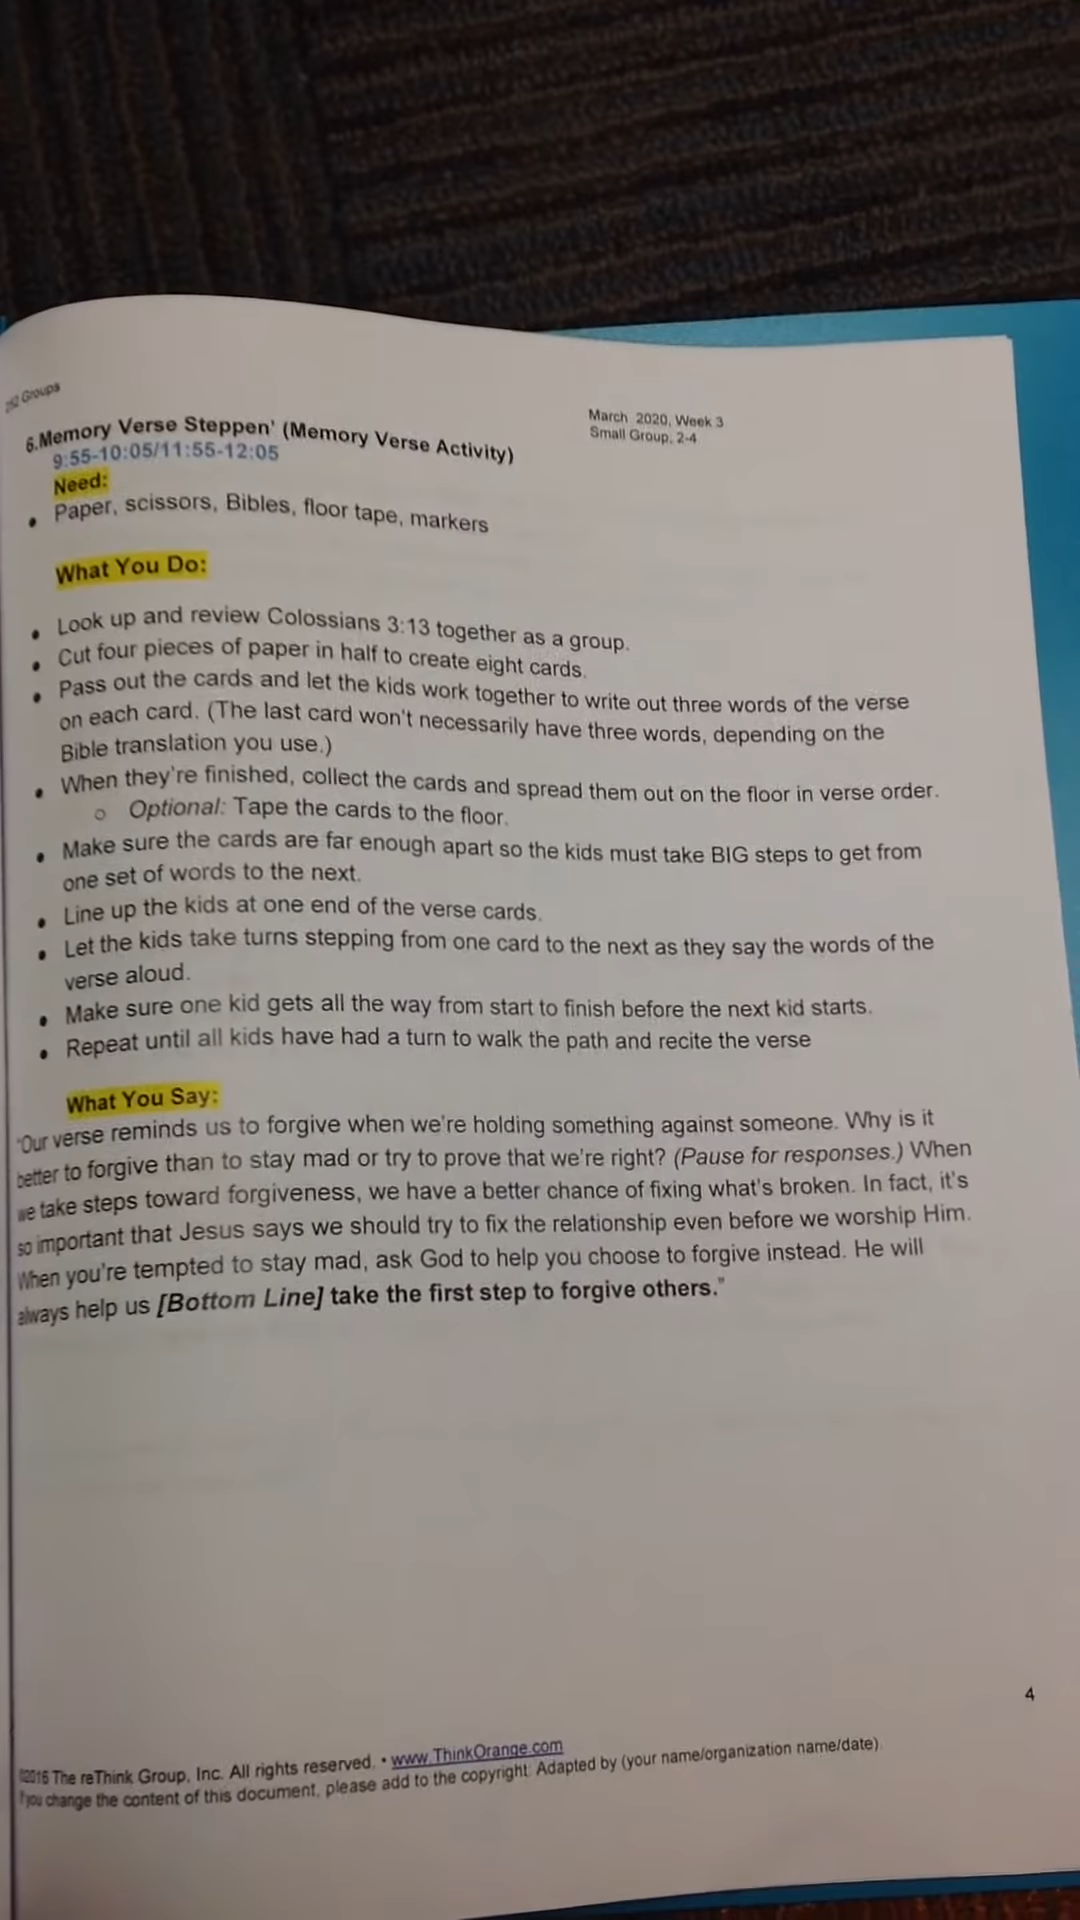 252 Groups
March 2020, Week 3
Small Group, 2-4
6.Memory Verse Steppen' (Memory Verse Activity)
9:55-10:05/11:55-12:05
Need:
• Paper, scissors, Bibles, floor tape, markers
What You Do:
• Look up and review Colossians 3:13 together as a group.
• Cut four pieces of paper in half to create eight cards.
• Pass out the cards and let the kids work together to write out three words of the verse
on each card. (The last card won't necessarily have three words, depending on the
Bible translation you use.)
• When they're finished, collect the cards and spread them out on the floor in verse order.
o Optional: Tape the cards to the floor.
• Make sure the cards are far enough apart so the kids must take BIG steps to get from
one set of words to the next.
• Line up the kids at one end of the verse cards.
• Let the kids take turns stepping from one card to the next as they say the words of the
verse aloud.
• Make sure one kid gets all the way from start to finish before the next kid starts.
• Repeat until all kids have had a turn to walk the path and recite the verse
What You Say:
"Our verse reminds us to forgive when we're holding something against someone. Why is it
better to forgive than to stay mad or try to prove that we're right? (Pause for responses.) When
we take steps toward forgiveness, we have a better chance of fixing what's broken. In fact, it's
so important that Jesus says we should try to fix the relationship even before we worship Him.
When you're tempted to stay mad, ask God to help you choose to forgive instead. He will
always help us [Bottom Line] take the first step to forgive others."
4
©2016 The reThink Group, Inc. All rights reserved. • www.ThinkOrange.com
If you change the content of this document, please add to the copyright: Adapted by (your name/organization name/date)